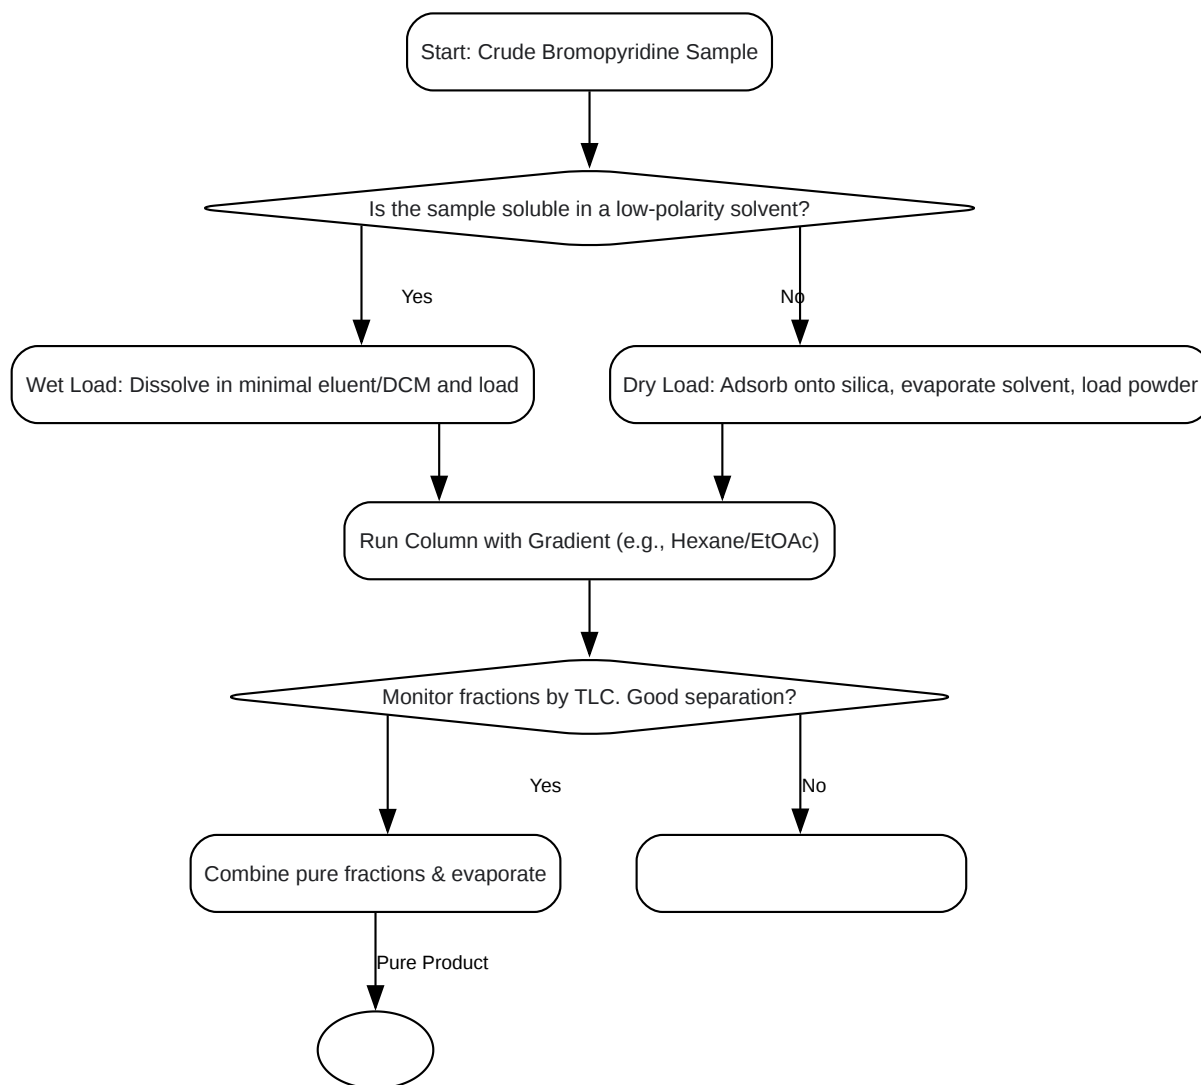 Start: Crude Bromopyridine Sample
Is the sample soluble in a low-polarity solvent?
Yes
No
Wet Load: Dissolve in minimal eluent/DCM and load
Dry Load: Adsorb onto silica, evaporate solvent, load powder
Run Column with Gradient (e.g., Hexane/EtOAc)
Monitor fractions by TLC. Good separation?
Yes
No
Combine pure fractions & evaporate
Pure Product